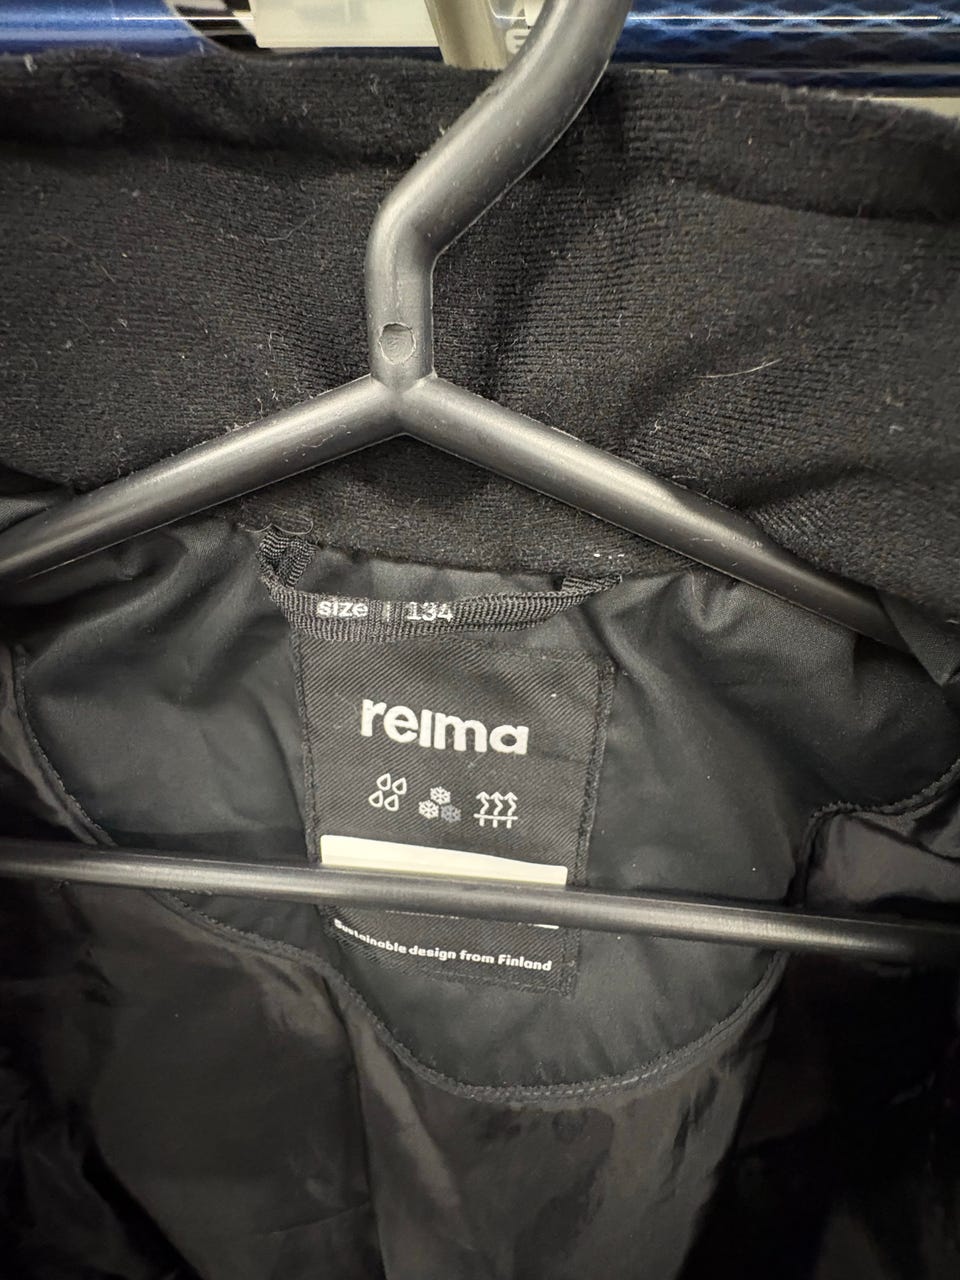 size | 134
reima
Sustainable design from Finland